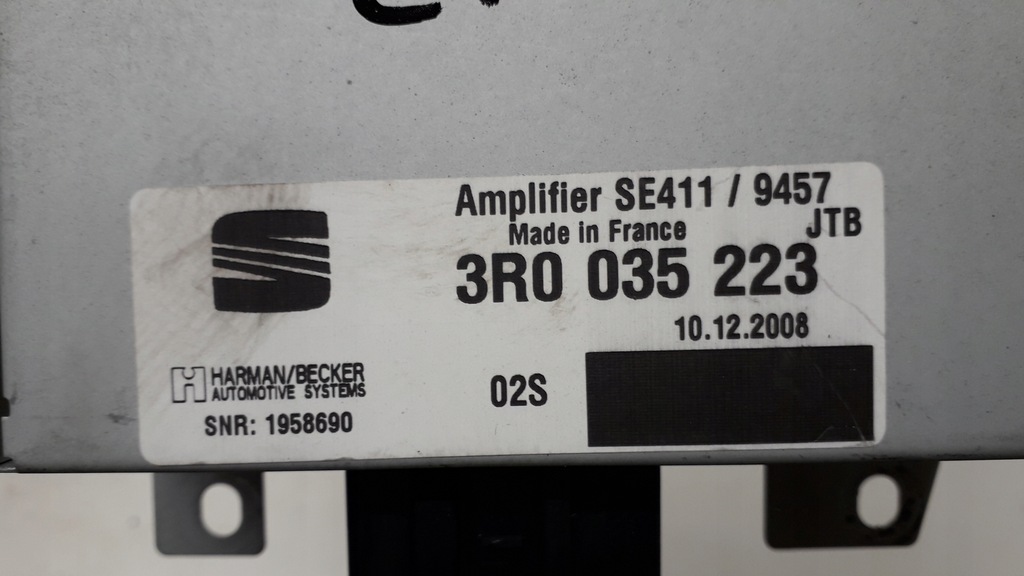 Amplifier SE411 / 9457
Made in France JTB
3R0 035 223
10.12.2008
HARMAN/BECKER
AUTOMOTIVE SYSTEMS
02S
SNR: 1958690